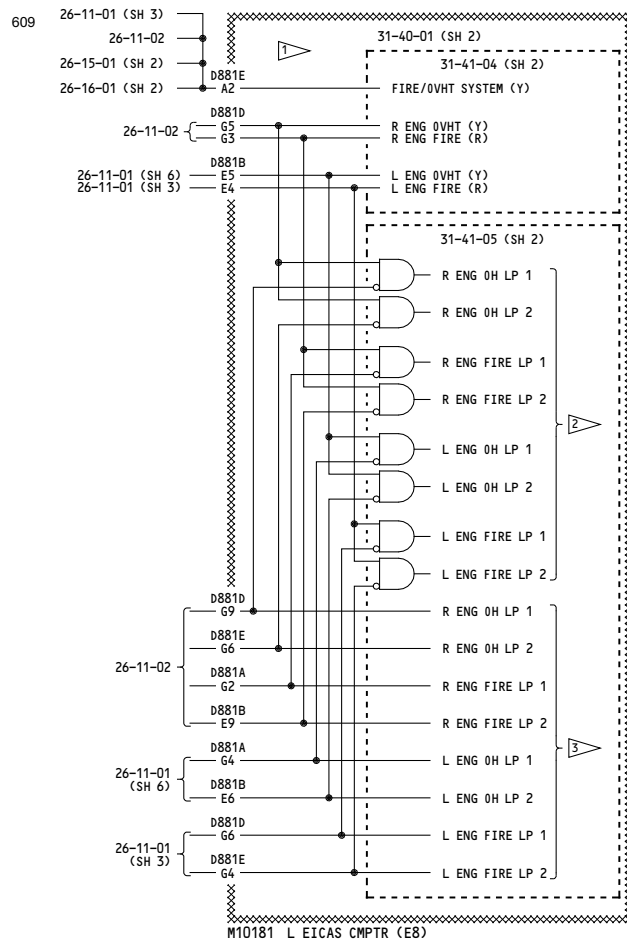 609
26-11-01 (SH 3)
26-11-02
26-15-01 (SH 2)
26-16-01 (SH 2)
1
31-40-01 (SH 2)
31-41-04 (SH 2)
D881E
A2
FIRE/OVHT SYSTEM (Y)
D881D
26-11-02
G5
R ENG OVHT (Y)
G3
R ENG FIRE (R)
D881B
26-11-01 (SH 6)
E5
L ENG OVHT (Y)
26-11-01 (SH 3)
E4
L ENG FIRE (R)
31-41-05 (SH 2)
R ENG OH LP 1
R ENG OH LP 2
R ENG FIRE LP 1
R ENG FIRE LP 2
2
L ENG OH LP 1
L ENG OH LP 2
L ENG FIRE LP 1
L ENG FIRE LP 2
D881D
G9
R ENG OH LP 1
D881E
G6
R ENG OH LP 2
26-11-02
D881A
G2
R ENG FIRE LP 1
D881B
E9
R ENG FIRE LP 2
3
D881A
G4
L ENG OH LP 1
26-11-01
(SH 6)
D881B
E6
L ENG OH LP 2
D881D
G6
L ENG FIRE LP 1
26-11-01
(SH 3)
D881E
G4
L ENG FIRE LP 2
M10181 L EICAS CMPTR (E8)